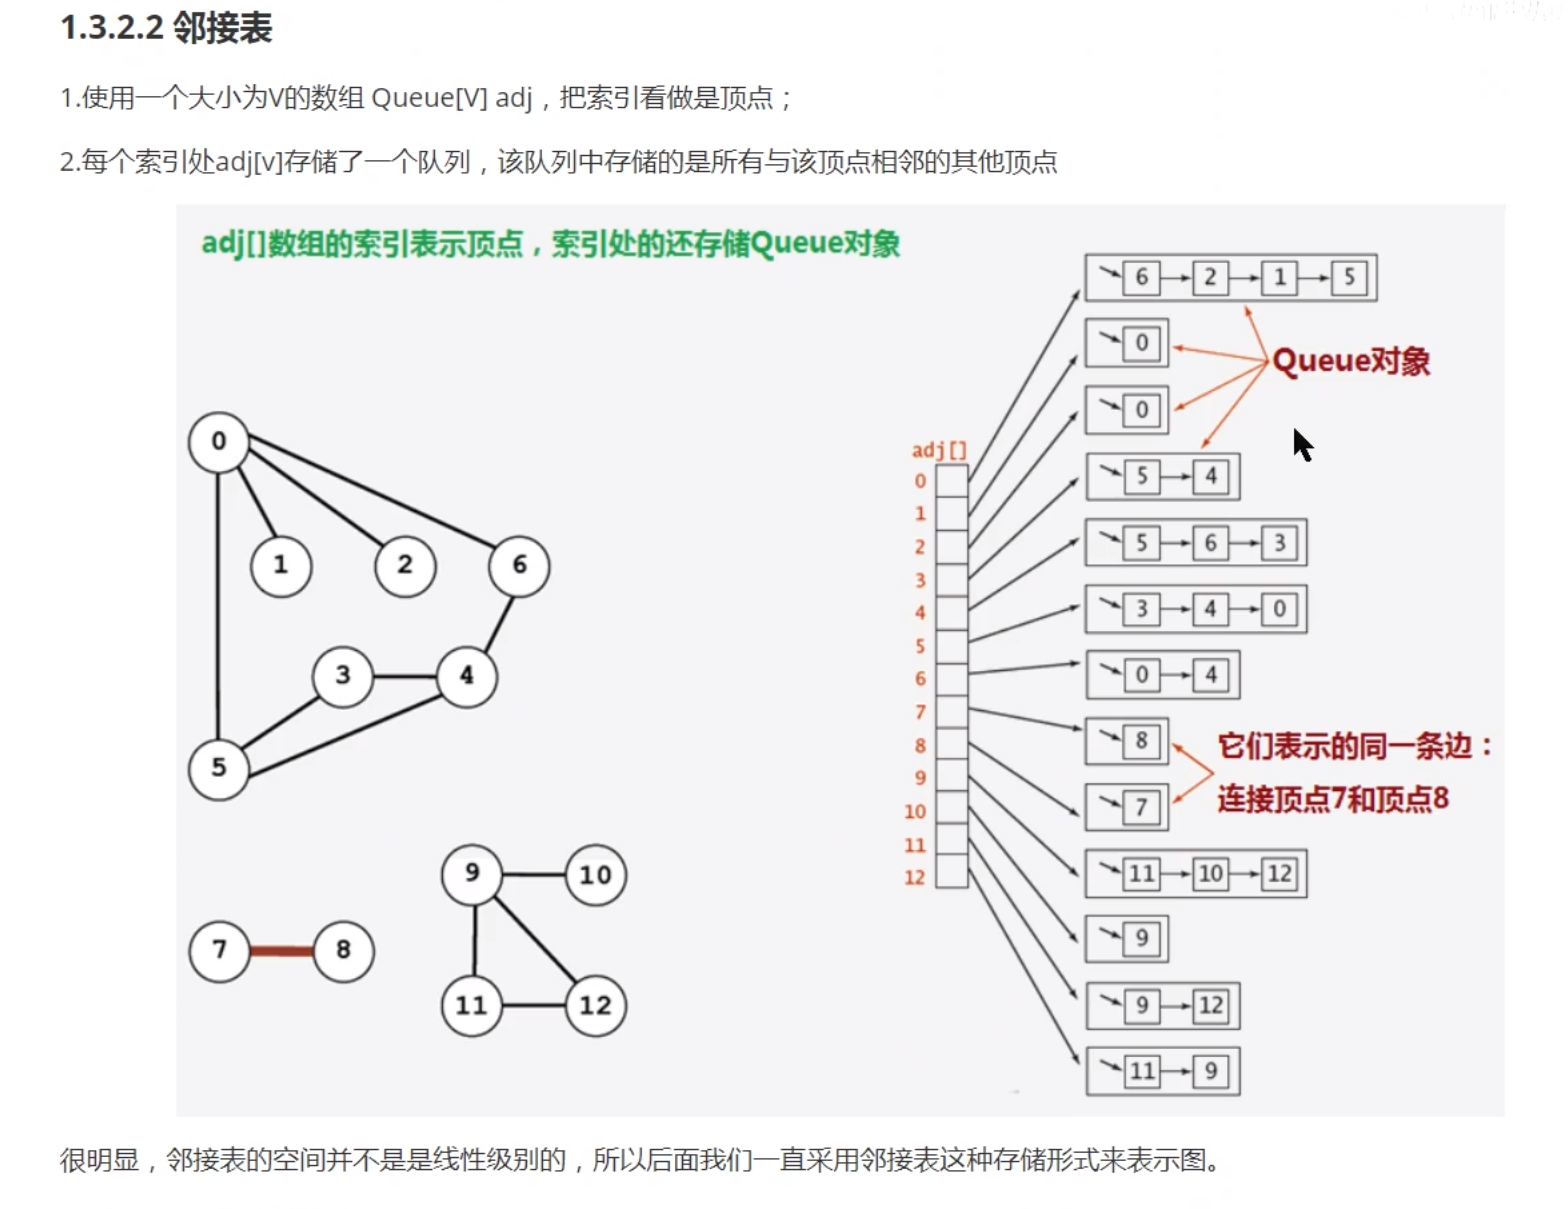 1.3.2.2 邻接表
1.使用一个大小为V的数组 Queue[V] adj，把索引看做是顶点；
2.每个索引处adj[v]存储了一个队列，该队列中存储的是所有与该顶点相邻的其他顶点
adj[]数组的索引表示顶点，索引处的还存储Queue对象
0
1
2
6
3
4
5
7
8
9
10
11
12
adj[]
0
1
2
3
4
5
6
7
8
9
10
11
12
6 2 1 5
0
Queue对象
0
5 4
5 6 3
3 4 0
0 4
8
它们表示的同一条边：
连接顶点7和顶点8
7
11 10 12
9
9 12
11 9
很明显，邻接表的空间并不是是线性级别的，所以后面我们一直采用邻接表这种存储形式来表示图。